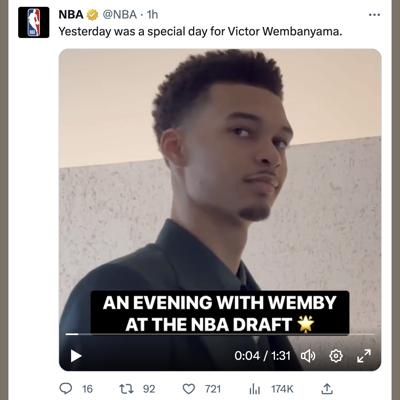 NBA @NBA · 1h
Yesterday was a special day for Victor Wembanyama.
AN EVENING WITH WEMBY
AT THE NBA DRAFT 🌟
0:04 / 1:31
16 92 721 174K